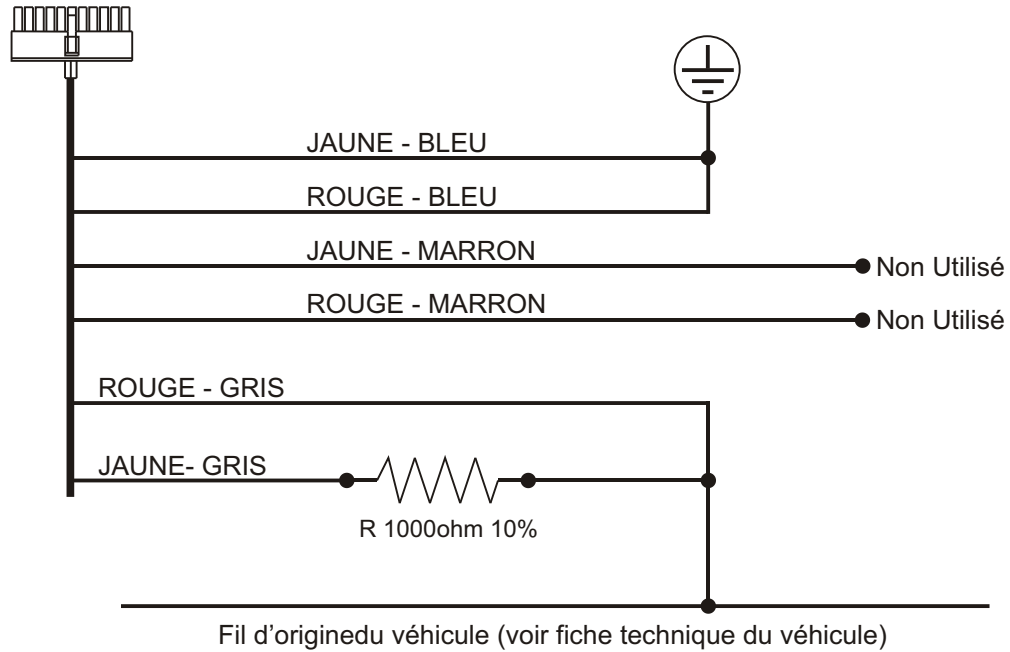 JAUNE - BLEU
ROUGE - BLEU
JAUNE - MARRON
Non Utilisé
ROUGE - MARRON
Non Utilisé
ROUGE - GRIS
JAUNE- GRIS
R 1000ohm 10%
Fil d’originedu véhicule (voir fiche technique du véhicule)